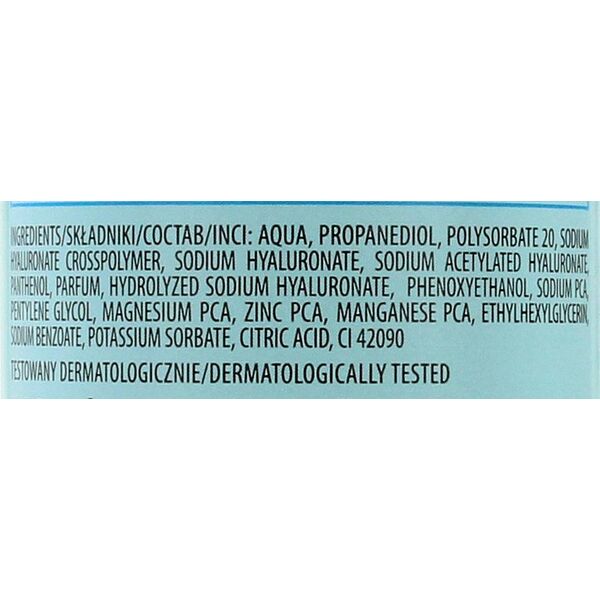 INGREDIENTS/SKŁADNIKI/COCTAB/INCI: AQUA, PROPANEDIOL, POLYSORBATE 20, SODIUM
HYALURONATE CROSSPOLYMER, SODIUM HYALURONATE, SODIUM ACETYLATED HYALURONATE,
PANTHENOL, PARFUM, HYDROLYZED SODIUM HYALURONATE, PHENOXYETHANOL, SODIUM PCA,
PENTYLENE GLYCOL, MAGNESIUM PCA, ZINC PCA, MANGANESE PCA, ETHYLHEXYLGLYCERIN,
SODIUM BENZOATE, POTASSIUM SORBATE, CITRIC ACID, CI 42090
TESTOWANY DERMATOLOGICZNIE/DERMATOLOGICALLY TESTED